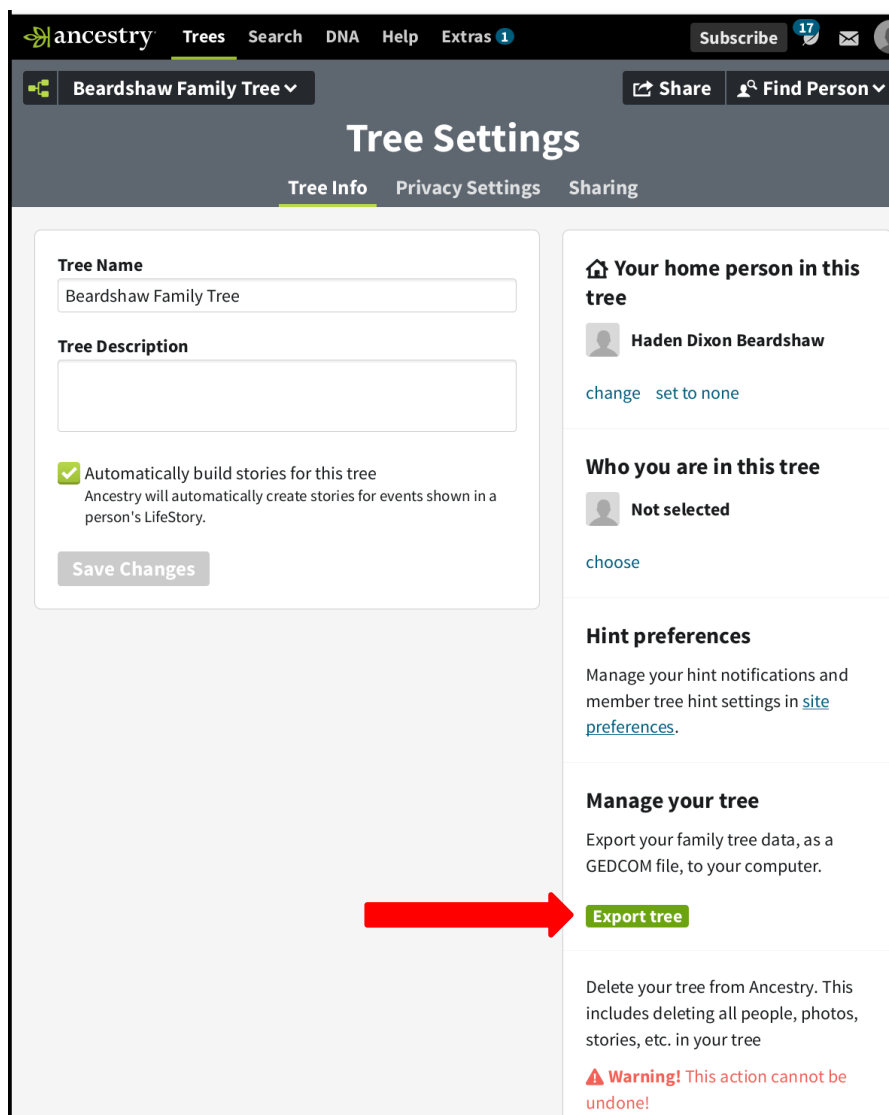 ancestry Trees Search DNA Help Extras 1 Subscribe 17
Beardshaw Family Tree Share Find Person
Tree Settings
Tree Info Privacy Settings Sharing
Tree Name
Beardshaw Family Tree
Tree Description
Automatically build stories for this tree
Ancestry will automatically create stories for events shown in a
person's LifeStory.
Save Changes
Your home person in this
tree
Haden Dixon Beardshaw
change set to none
Who you are in this tree
Not selected
choose
Hint preferences
Manage your hint notifications and
member tree hint settings in site
preferences.
Manage your tree
Export your family tree data, as a
GEDCOM file, to your computer.
Export tree
Delete your tree from Ancestry. This
includes deleting all people, photos,
stories, etc. in your tree
Warning! This action cannot be
undone!